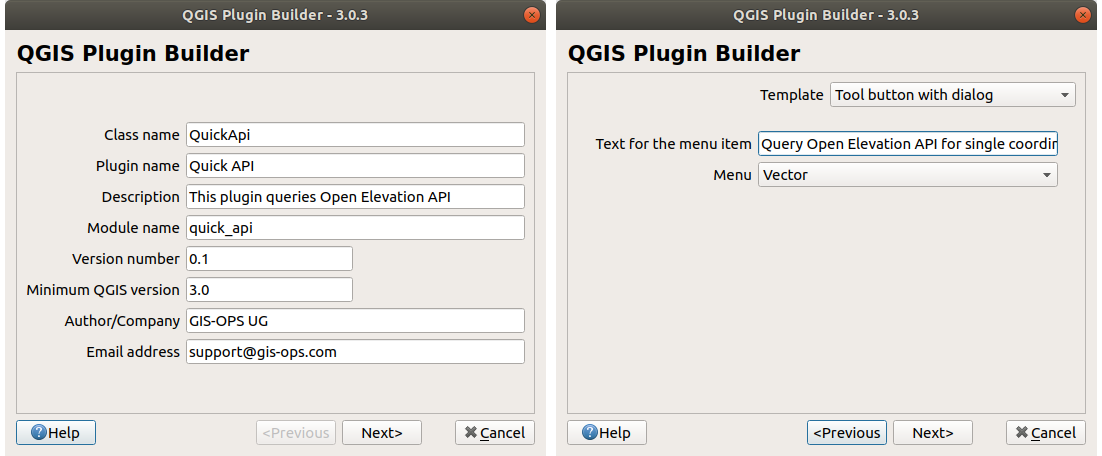 QGIS Plugin Builder - 3.0.3
QGIS Plugin Builder
Class name QuickApi
Plugin name Quick API
Description This plugin queries Open Elevation API
Module name quick_api
Version number 0.1
Minimum QGIS version 3.0
Author/Company GIS-OPS UG
Email address support@gis-ops.com
Help <Previous Next> Cancel
QGIS Plugin Builder - 3.0.3
QGIS Plugin Builder
Template Tool button with dialog
Text for the menu item Query Open Elevation API for single coordin
Menu Vector
Help <Previous Next> Cancel